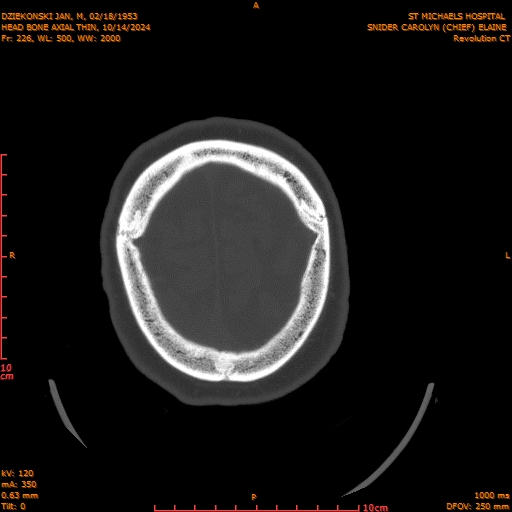 A
DZIEKONSKI JAN, M, 02/18/1953
HEAD BONE AXIAL THIN, 10/14/2024
Fr: 226, WL: 500, WW: 2000
ST MICHAELS HOSPITAL
SNIDER CAROLYN (CHIEF) ELAINE
Revolution CT
R
L
10
cm
kV: 120
mA: 350
0.63 mm
Tilt: 0
P
10cm
1000 ms
DFOV: 250 mm